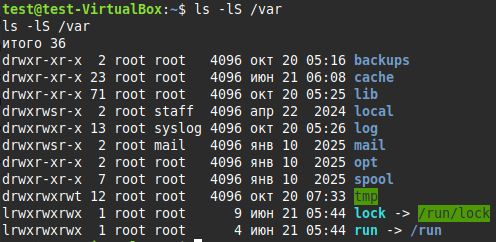 test@test-VirtualBox:~$ ls -lS /var
ls -lS /var
итого 36
drwxr-xr-x  2 root root   4096 окт 20 05:16 backups
drwxr-xr-x 23 root root   4096 июн 21 06:08 cache
drwxr-xr-x 71 root root   4096 окт 20 05:25 lib
drwxrwsr-x  2 root staff  4096 апр 22  2024 local
drwxrwxr-x 13 root syslog 4096 окт 20 05:26 log
drwxrwsr-x  2 root mail   4096 янв 10  2025 mail
drwxr-xr-x  2 root root   4096 янв 10  2025 opt
drwxr-xr-x  7 root root   4096 янв 10  2025 spool
drwxrwxrwt 12 root root   4096 окт 20 07:33 tmp
lrwxrwxrwx  1 root root      9 июн 21 05:44 lock -> /run/lock
lrwxrwxrwx  1 root root      4 июн 21 05:44 run -> /run